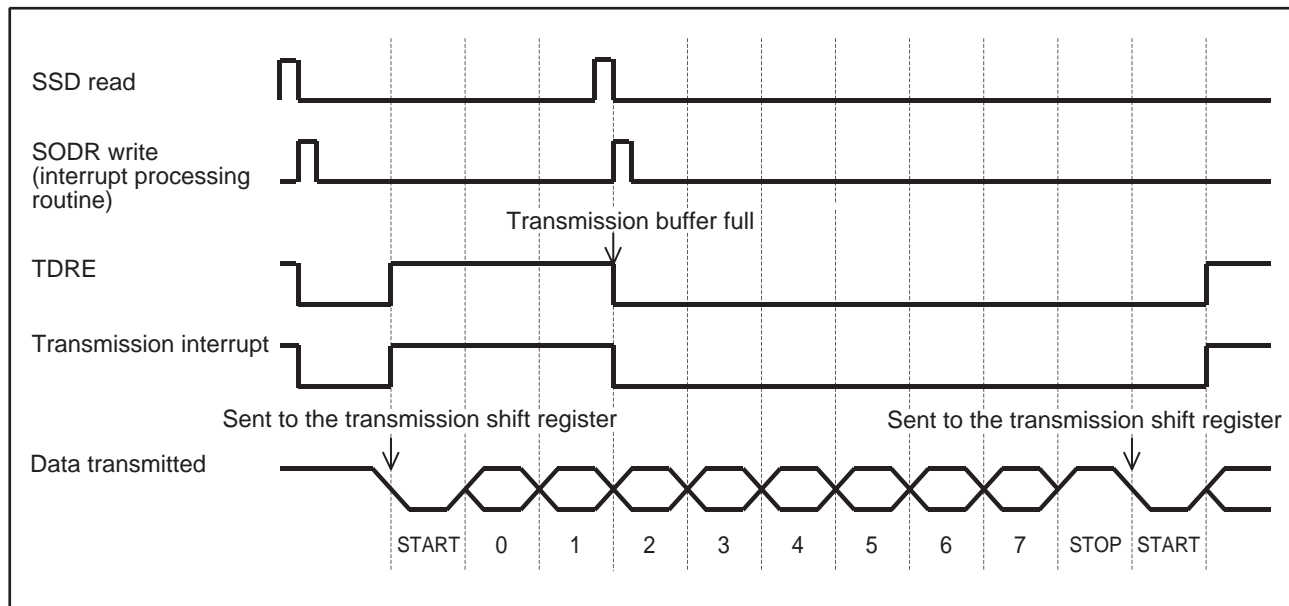 SSD read
SODR write
(interrupt processing
routine)
Transmission buffer full
TDRE
Transmission interrupt
Sent to the transmission shift register Sent to the transmission shift register
Data transmitted
START 0 1 2 3 4 5 6 7 STOP START